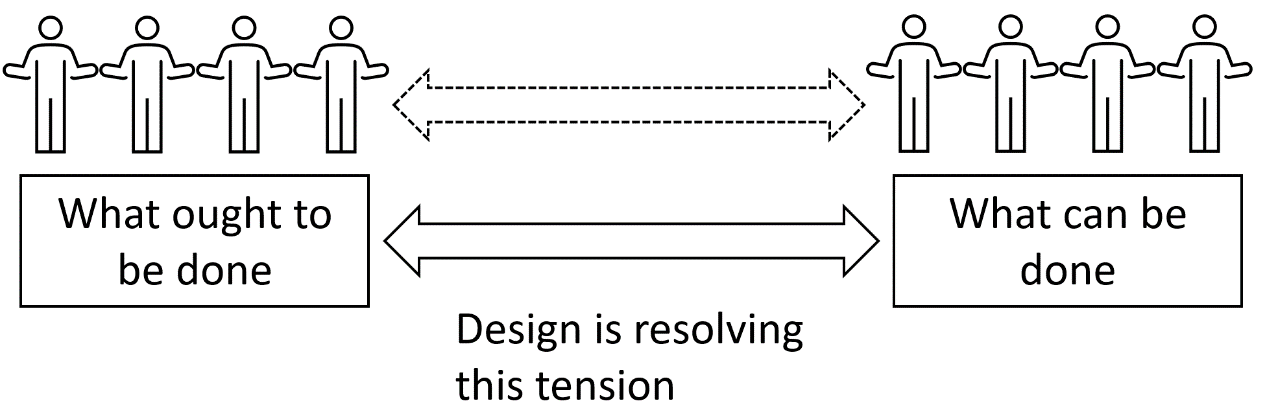 What ought to
be done
What can be
done
Design is resolving
this tension